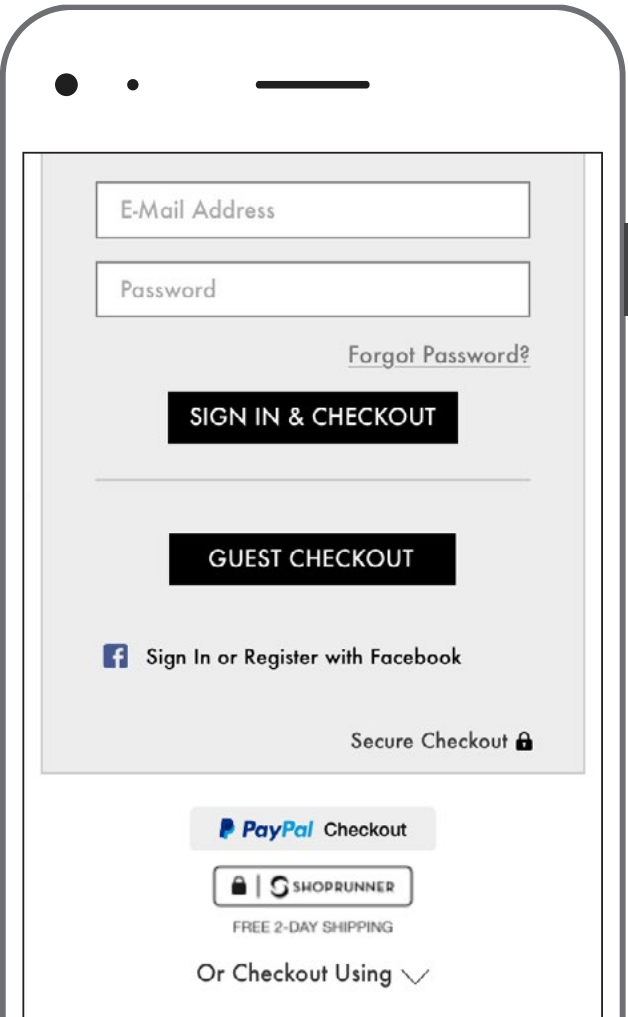 E-Mail Address
Password
Forgot Password?
SIGN IN & CHECKOUT
GUEST CHECKOUT
f Sign In or Register with Facebook
Secure Checkout
PayPal Checkout
SHOPRUNNER
FREE 2-DAY SHIPPING
Or Checkout Using